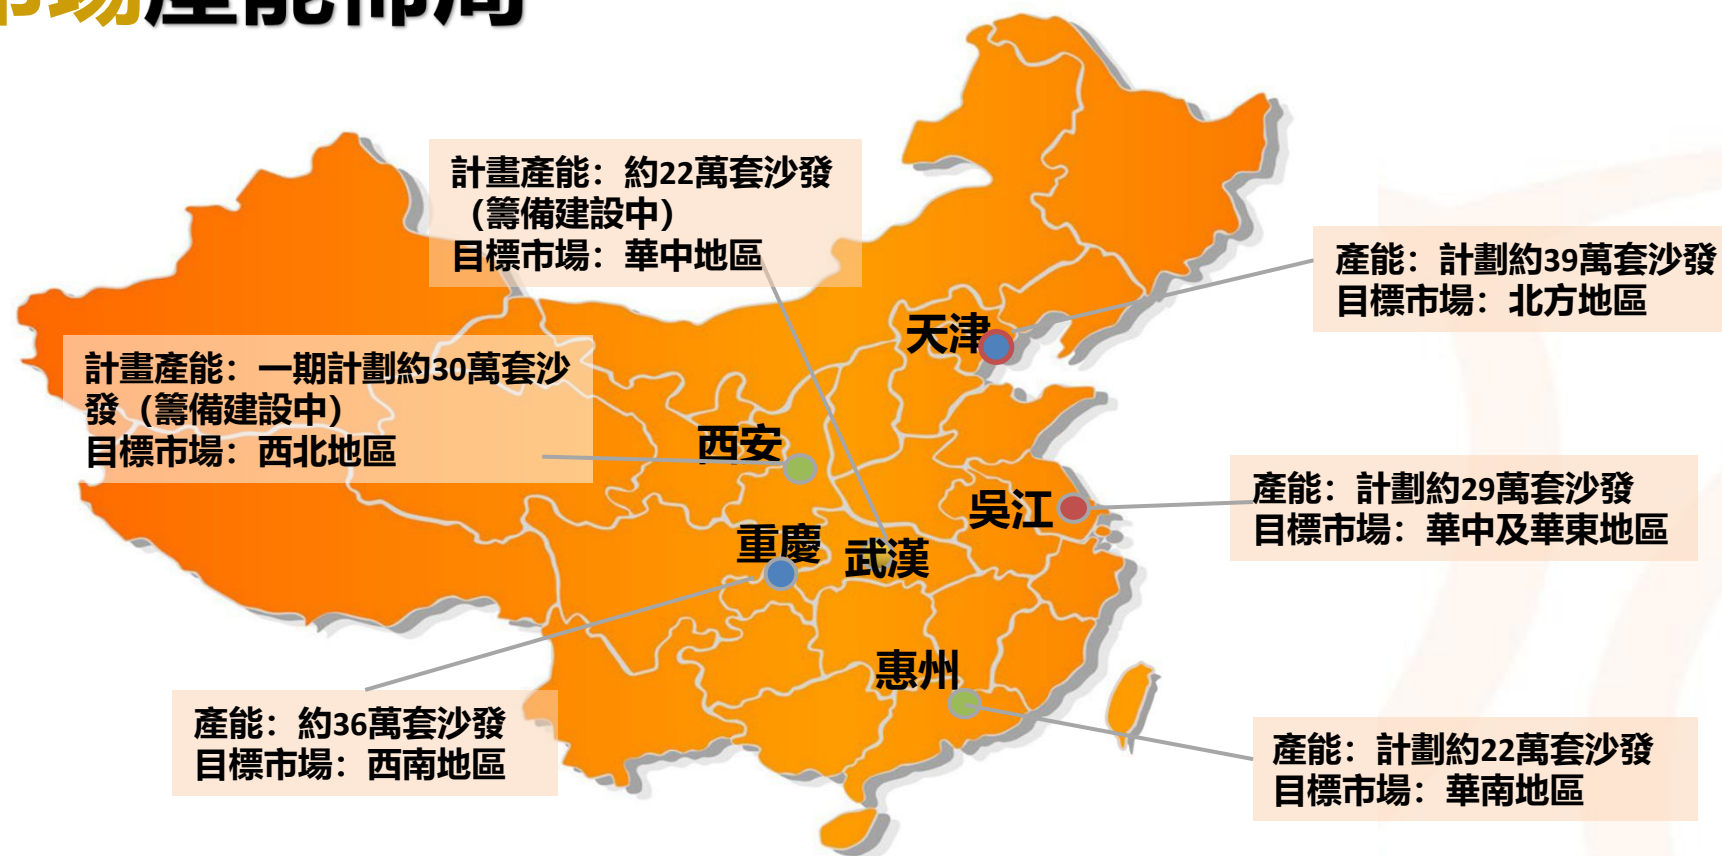 市场產能佈局
計畫產能：約22萬套沙發
（籌備建設中）
目標市場：華中地區
產能：計劃約39萬套沙發
目標市場：北方地區
天津
計畫產能：一期計劃約30萬套沙
發（籌備建設中）
目標市場：西北地區
西安
吳江
產能：計劃約29萬套沙發
目標市場：華中及華東地區
重慶
武漢
惠州
產能：約36萬套沙發
目標市場：西南地區
產能：計劃約22萬套沙發
目標市場：華南地區